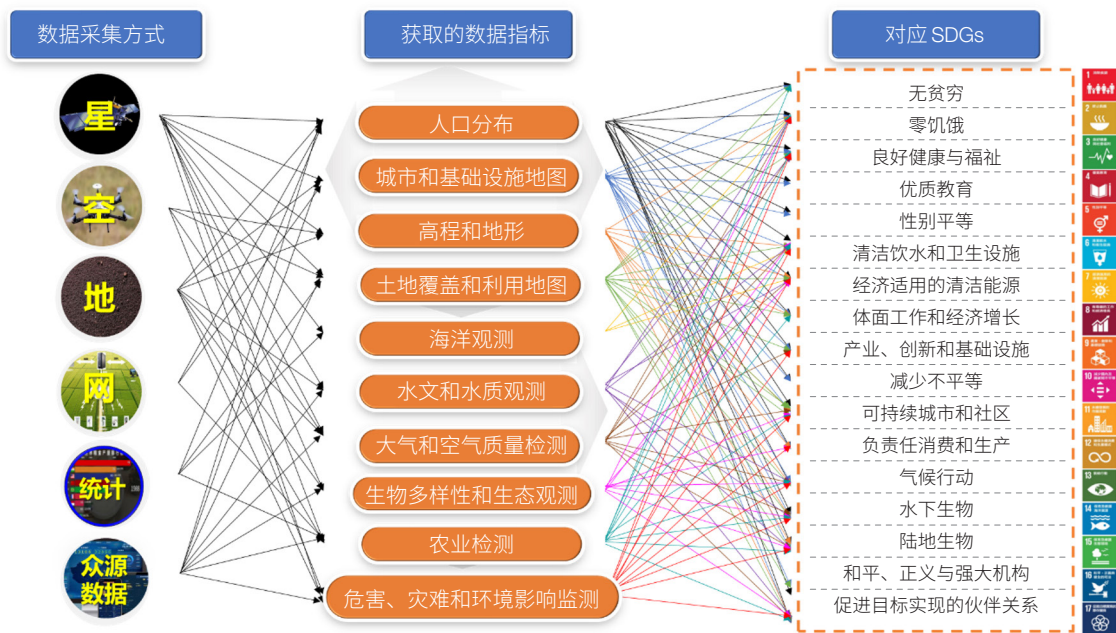 数据采集方式
获取的数据指标
对应 SDGs
星
空
地
网
统计
众源
数据
人口分布
城市和基础设施地图
高程和地形
土地覆盖和利用地图
海洋观测
水文和水质观测
大气和空气质量检测
生物多样性和生态观测
农业检测
危害、灾难和环境影响监测
无贫穷
零饥饿
良好健康与福祉
优质教育
性别平等
清洁饮水和卫生设施
经济适用的清洁能源
体面工作和经济增长
产业、创新和基础设施
减少不平等
可持续城市和社区
负责任消费和生产
气候行动
水下生物
陆地生物
和平、正义与强大机构
促进目标实现的伙伴关系
1
2
3
4
5
6
7
8
9
10
11
12
13
14
15
16
17